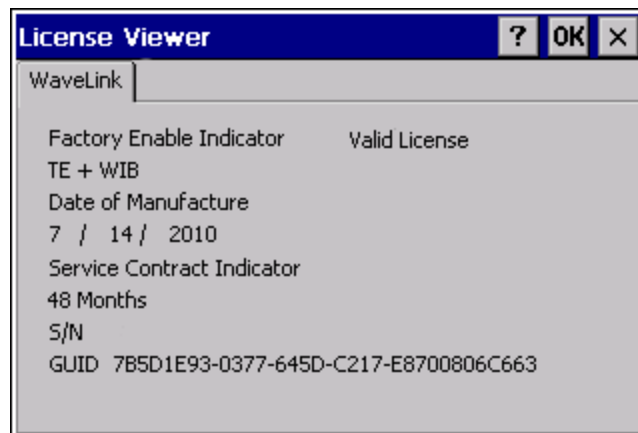 License Viewer ? OK ×
WaveLink
Factory Enable Indicator Valid License
TE + WIB
Date of Manufacture
7 / 14 / 2010
Service Contract Indicator
48 Months
S/N
GUID 7B5D1E93-0377-645D-C217-E8700806C663